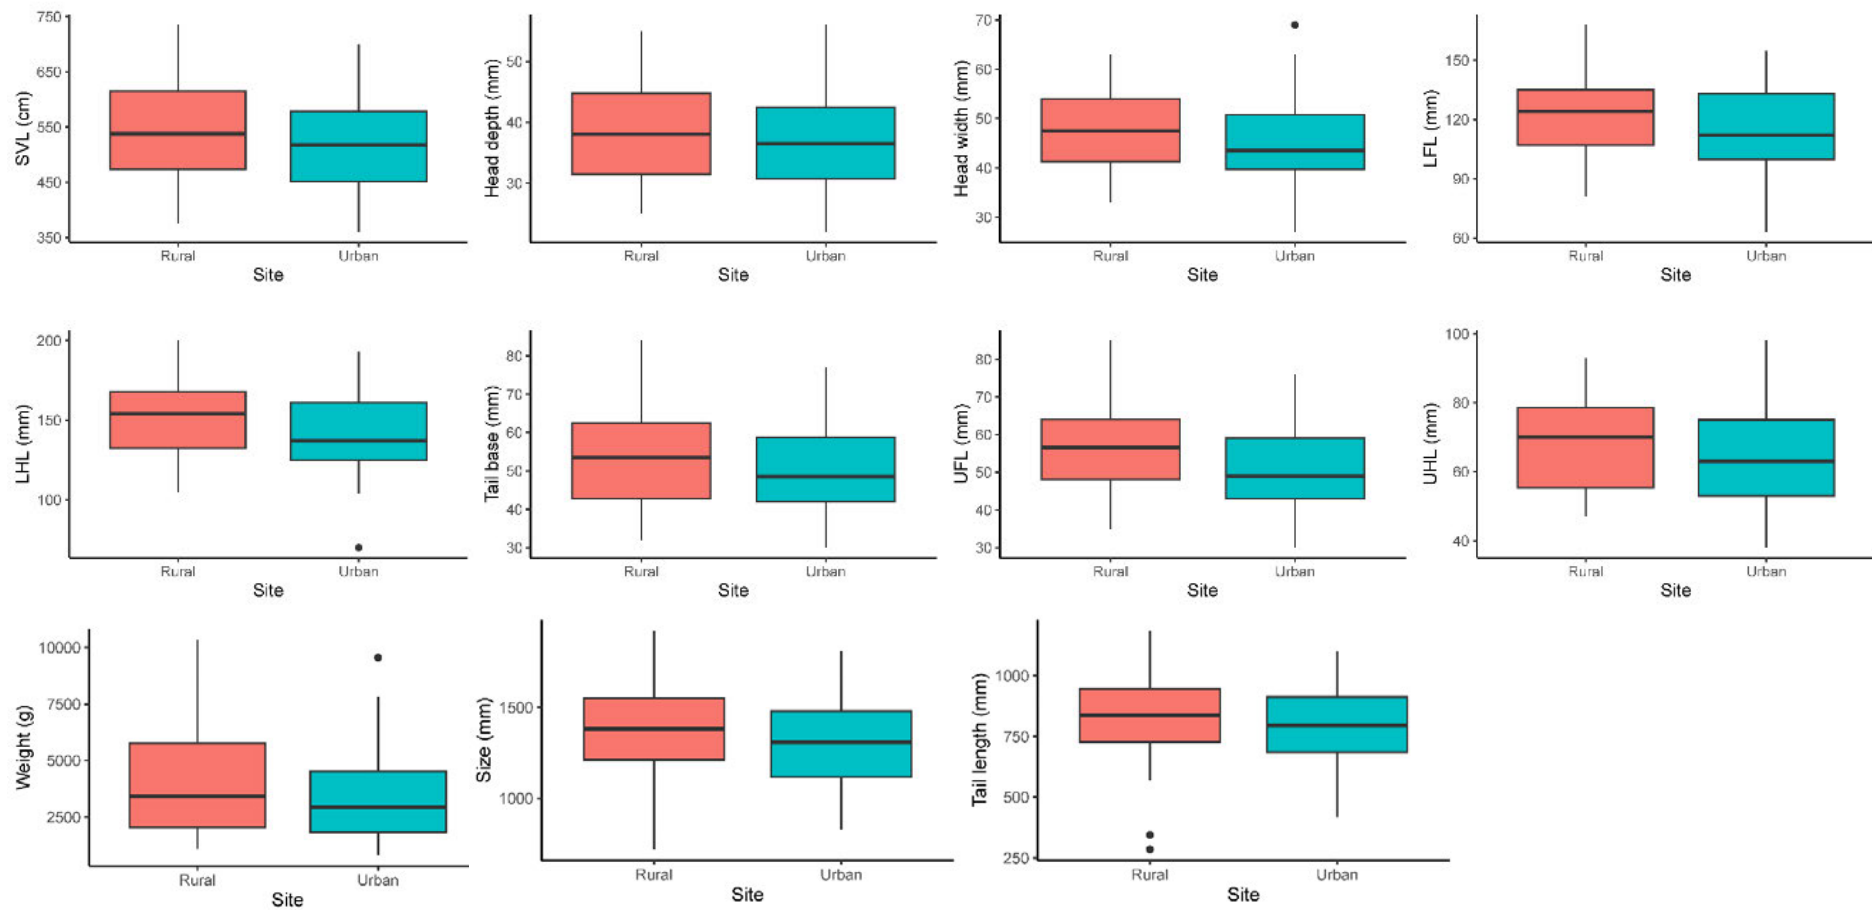 SVL (cm)
750
650
550
450
350
Rural
Urban
Site
Head depth (mm)
50
40
30
Rural
Urban
Site
Head width (mm)
70
60
50
40
30
Rural
Urban
Site
LFL (mm)
150
120
90
60
Rural
Urban
Site
LHL (mm)
200
150
100
Rural
Urban
Site
Tail base (mm)
80
70
60
50
40
30
Rural
Urban
Site
UFL (mm)
80
70
60
50
40
30
Rural
Urban
Site
UHL (mm)
100
80
60
40
Rural
Urban
Site
Weight (g)
10000
7500
5000
2500
Rural
Urban
Site
Size (mm)
1500
1000
Rural
Urban
Site
Tail length (mm)
1000
750
500
250
Rural
Urban
Site